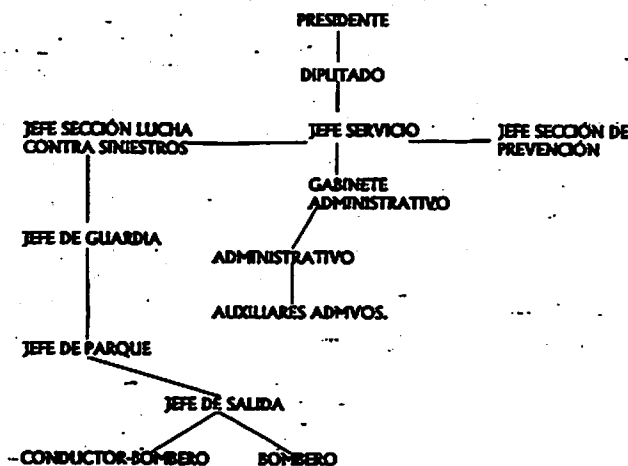 PRESIDENTE
DIPUTADO
JEFE SECCIÓN LUCHA
CONTRA SINIESTROS
JEFE SERVICIO
JEFE SECCIÓN DE
PREVENCIÓN
GABINETE
ADMINISTRATIVO
JEFE DE GUARDIA
ADMINISTRATIVO
AUXILIARES ADMVOS.
JEFE DE PARQUE
JEFE DE SALIDA
CONDUCTOR-BOMBERO
BOMBERO